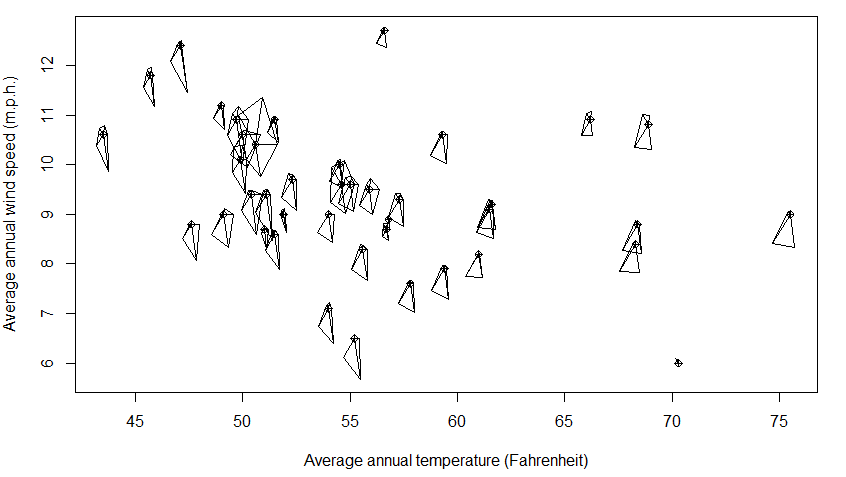 Average annual wind speed (m.p.h.)
12
11
10
9
8
7
6
45 50 55 60 65 70 75
Average annual temperature (Fahrenheit)